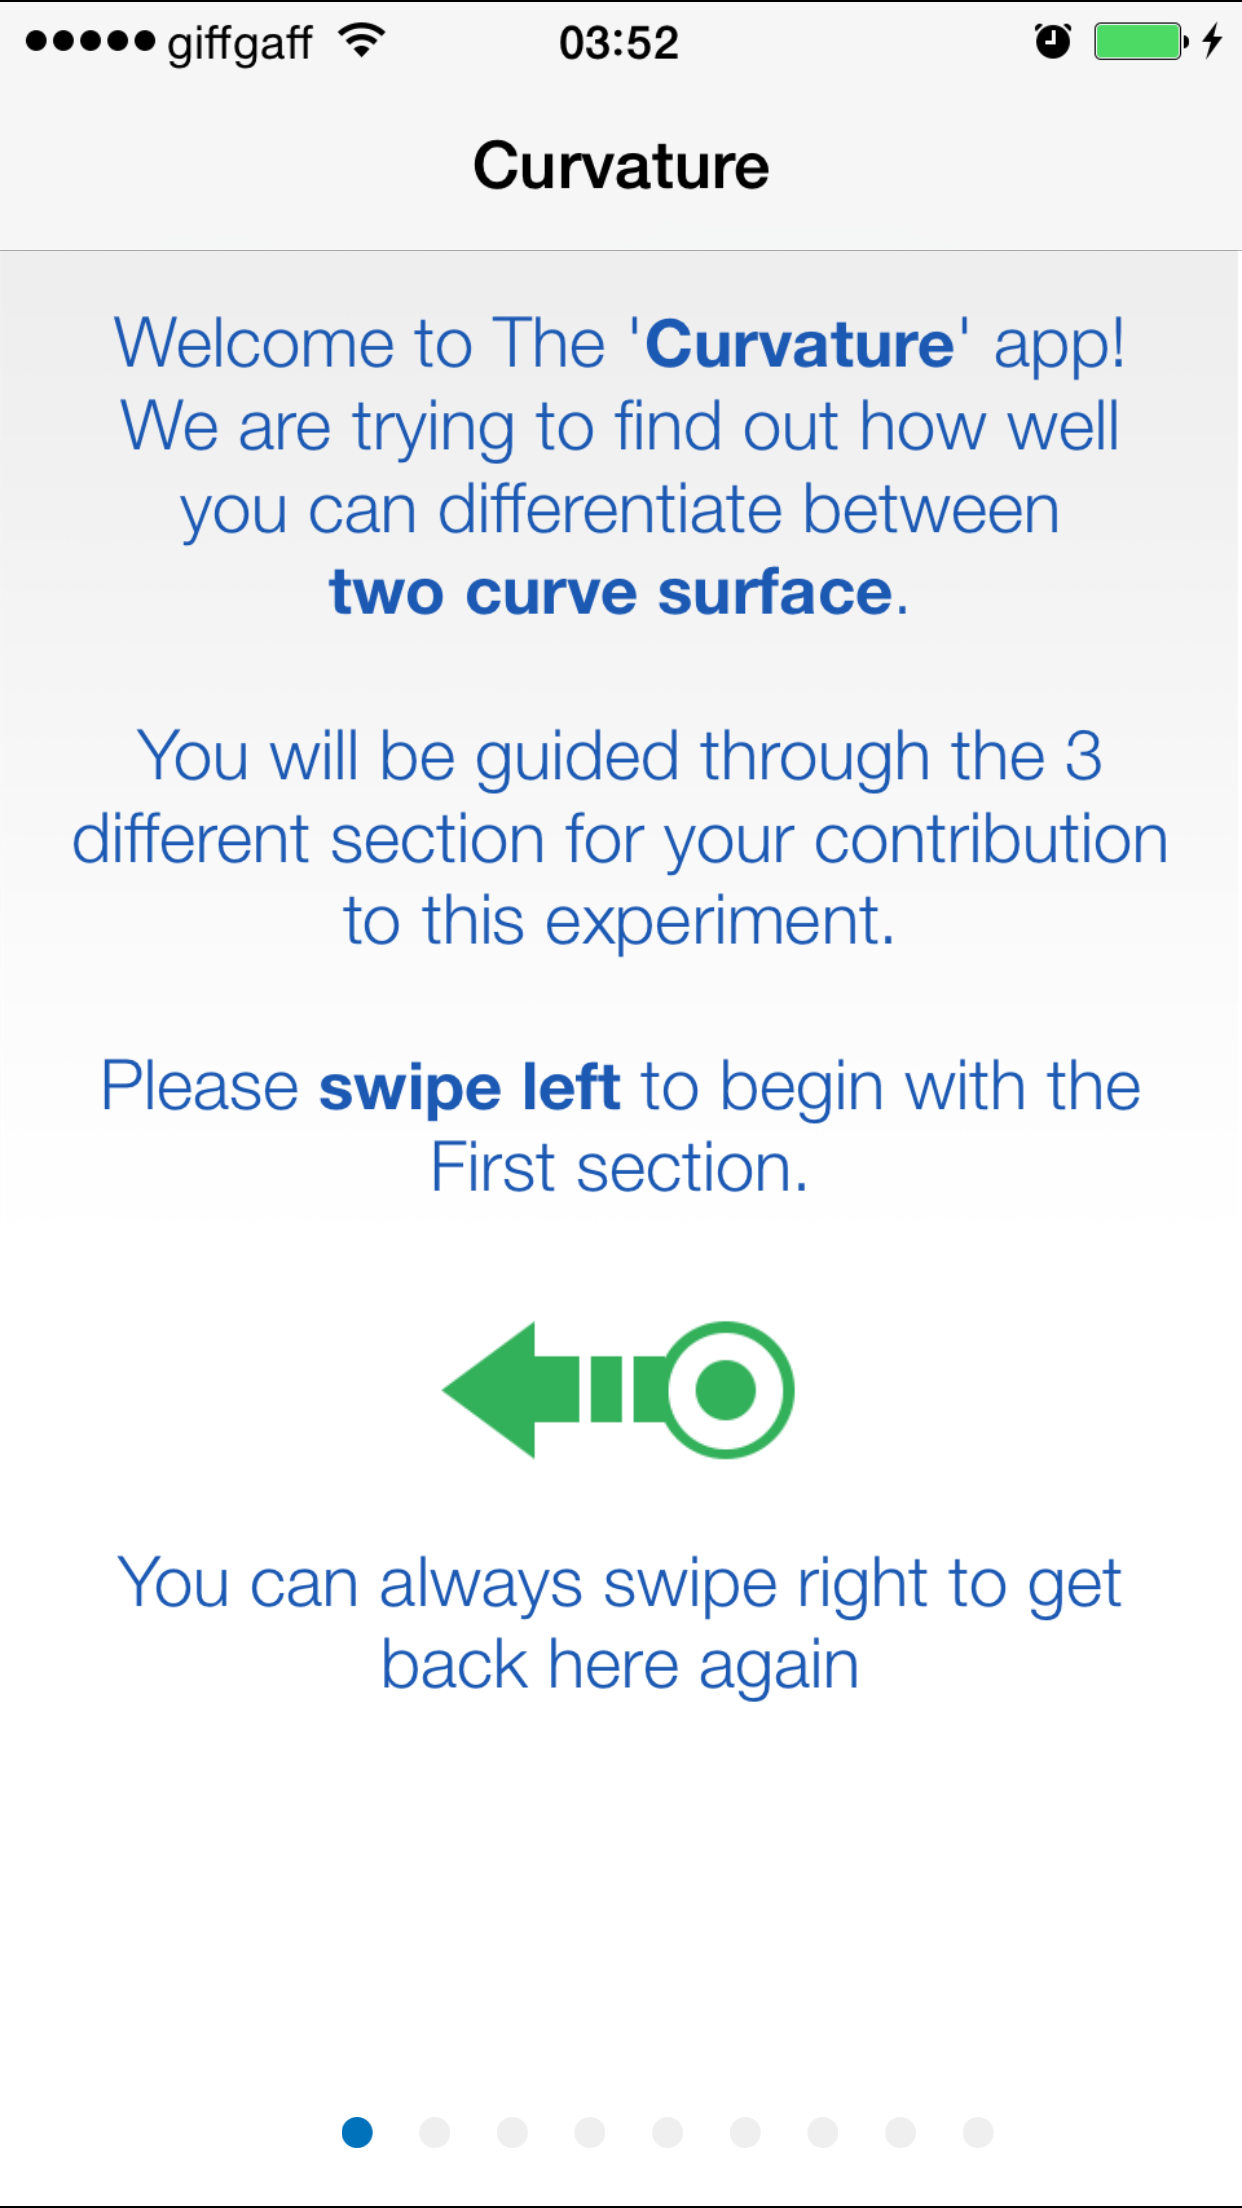 giffgaff 03:52
Curvature
Welcome to The 'Curvature' app!
We are trying to find out how well
you can differentiate between
two curve surface.
You will be guided through the 3
different section for your contribution
to this experiment.
Please swipe left to begin with the
First section.
You can always swipe right to get
back here again